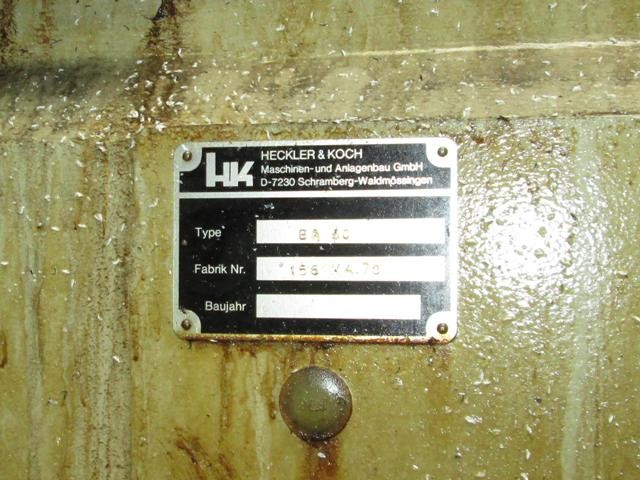 HK
HECKLER & KOCH
Maschinen-und Anlagenbau GmbH
D-7230 Schramberg-Waldmössingen
Type
Fabrik Nr.
Baujahr